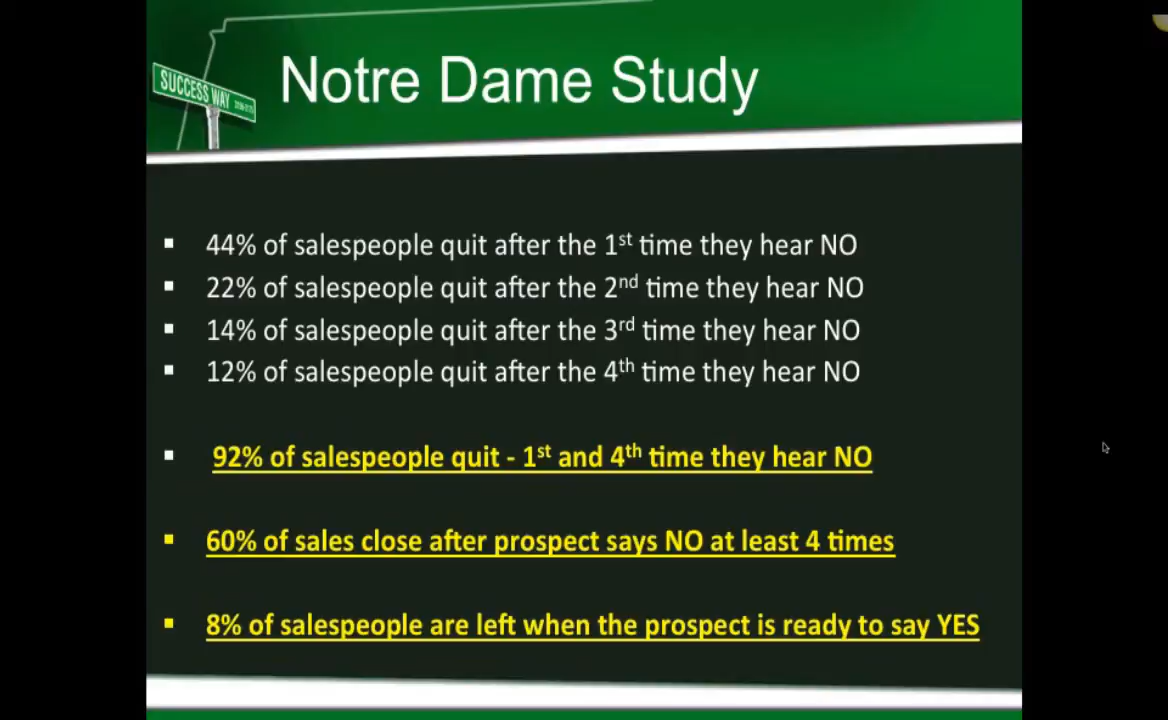 SUCCESS WAY
Notre Dame Study
▪ 44% of salespeople quit after the 1st time they hear NO
▪ 22% of salespeople quit after the 2nd time they hear NO
▪ 14% of salespeople quit after the 3rd time they hear NO
▪ 12% of salespeople quit after the 4th time they hear NO
▪ 92% of salespeople quit - 1st and 4th time they hear NO
▪ 60% of sales close after prospect says NO at least 4 times
▪ 8% of salespeople are left when the prospect is ready to say YES